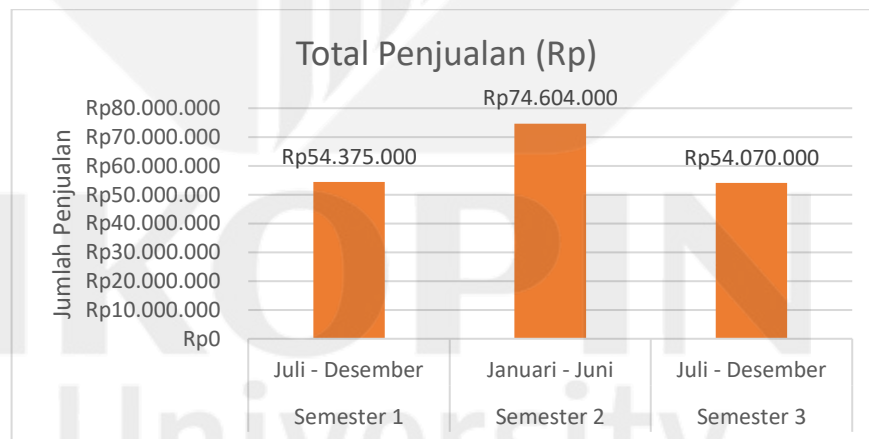 Total Penjualan (Rp)
Jumlah Penjualan
Rp80.000.000
Rp70.000.000
Rp60.000.000
Rp50.000.000
Rp40.000.000
Rp30.000.000
Rp20.000.000
Rp10.000.000
Rp0
Rp54.375.000
Rp74.604.000
Rp54.070.000
Juli - Desember Januari - Juni Juli - Desember
Semester 1 Semester 2 Semester 3
IKOPIN
University